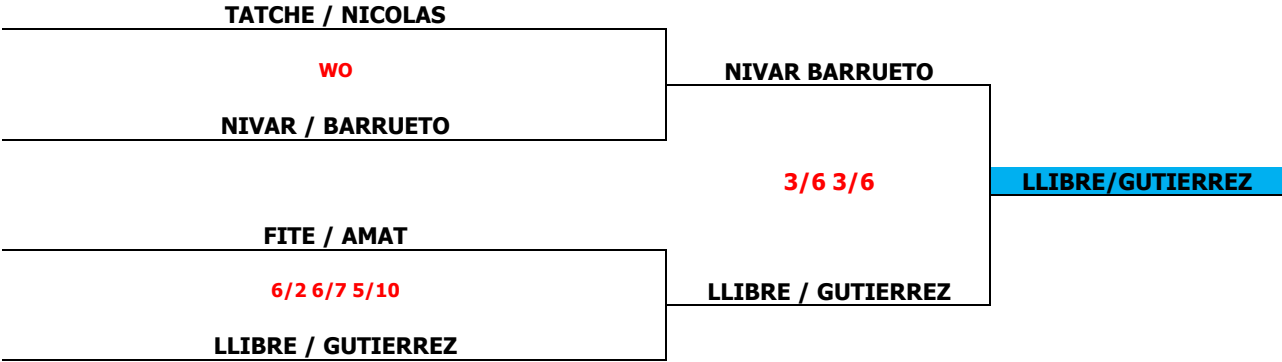 TATCHE / NICOLAS
WO
NIVAR BARRUETO
NIVAR / BARRUETO
3/6 3/6
LLIBRE/GUTIERREZ
FITE / AMAT
6/2 6/7 5/10
LLIBRE / GUTIERREZ
LLIBRE / GUTIERREZ